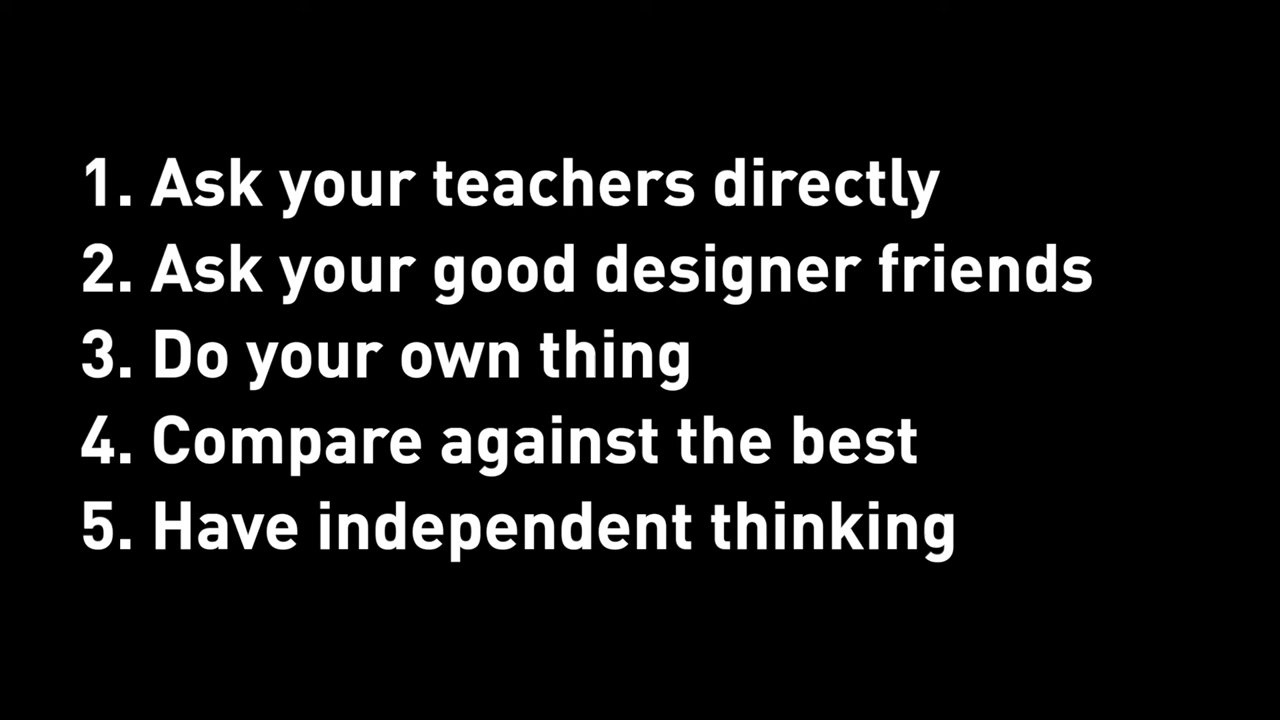 1. Ask your teachers directly
2. Ask your good designer friends
3. Do your own thing
4. Compare against the best
5. Have independent thinking